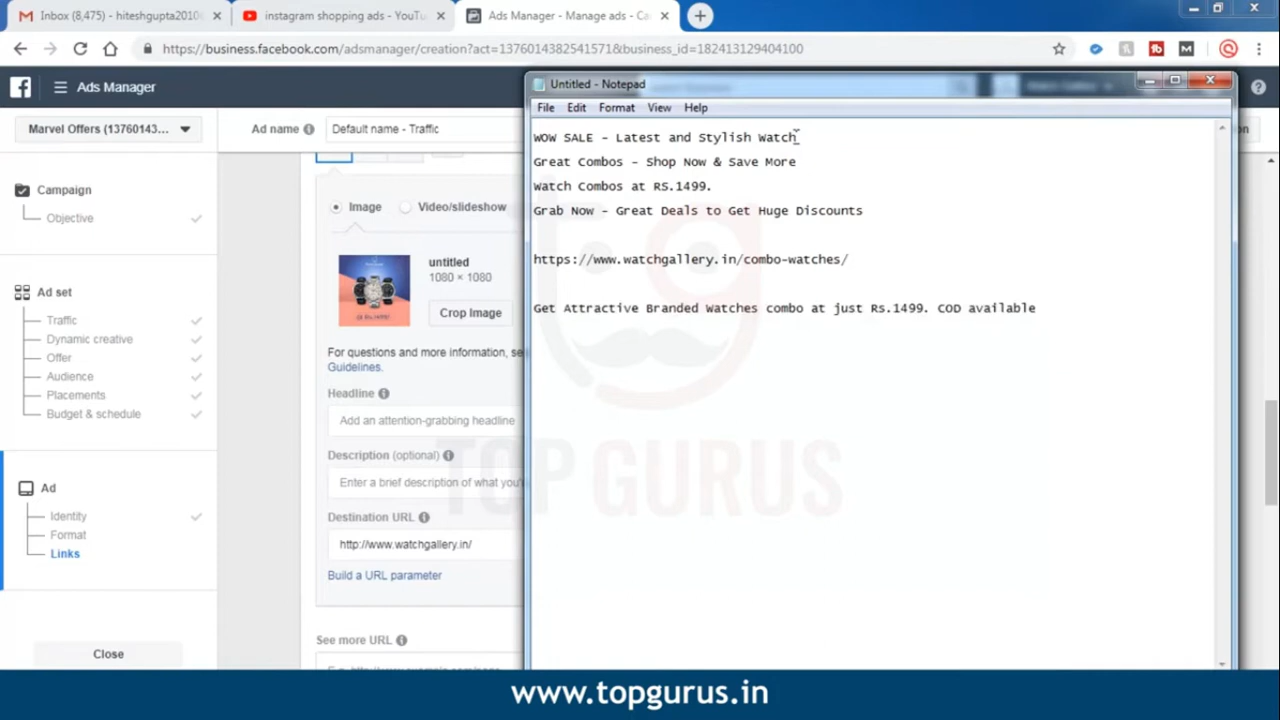 Inbox (8,475) - hiteshgupta2010
instagram shopping ads - YouTu
Ads Manager - Manage ads - Ca
https://business.facebook.com/adsmanager/creation?act=1376014382541571&business_id=182413129404100
Ads Manager
Marvel Offers (13760143...
Ad name
Default name - Traffic
Campaign
Objective
Ad set
Traffic
Dynamic creative
Offer
Audience
Placements
Budget & schedule
Ad
Identity
Format
Links
Close
Image
Video/slideshow
untitled
1080 × 1080
Crop Image
For questions and more information, se
Guidelines.
Headline
Add an attention-grabbing headline
Description (optional)
Enter a brief description of what you'
Destination URL
http://www.watchgallery.in/
Build a URL parameter
See more URL
Untitled - Notepad
File Edit Format View Help
WOW SALE - Latest and Stylish Watch
Great Combos - Shop Now & Save More
Watch Combos at RS.1499.
Grab Now - Great Deals to Get Huge Discounts
https://www.watchgallery.in/combo-watches/
Get Attractive Branded Watches combo at just Rs.1499. COD available
TOP GURUS
www.topgurus.in